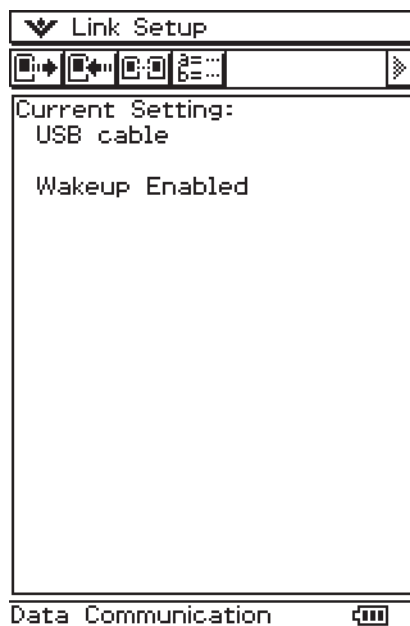 Link Setup
Current Setting:
USB cable
Wakeup Enabled
Data Communication